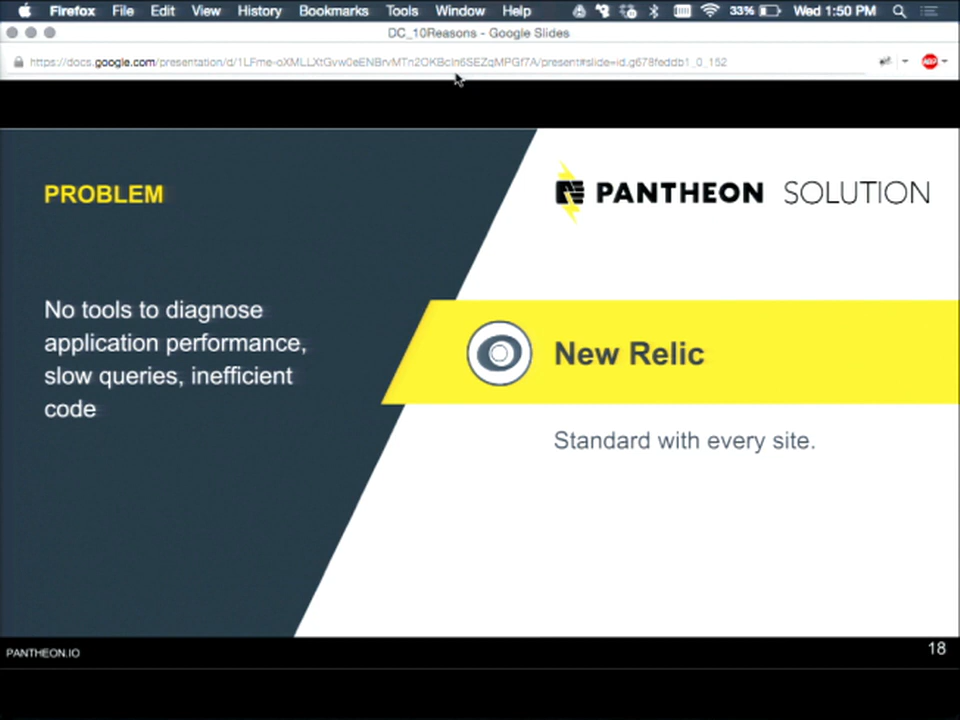 Firefox File Edit View History Bookmarks Tools Window Help 33% Wed 1:50 PM
DC_10Reasons - Google Slides
PROBLEM
PANTHEON SOLUTION
No tools to diagnose
application performance,
slow queries, inefficient
code
New Relic
Standard with every site.
PANTHEON.IO
18